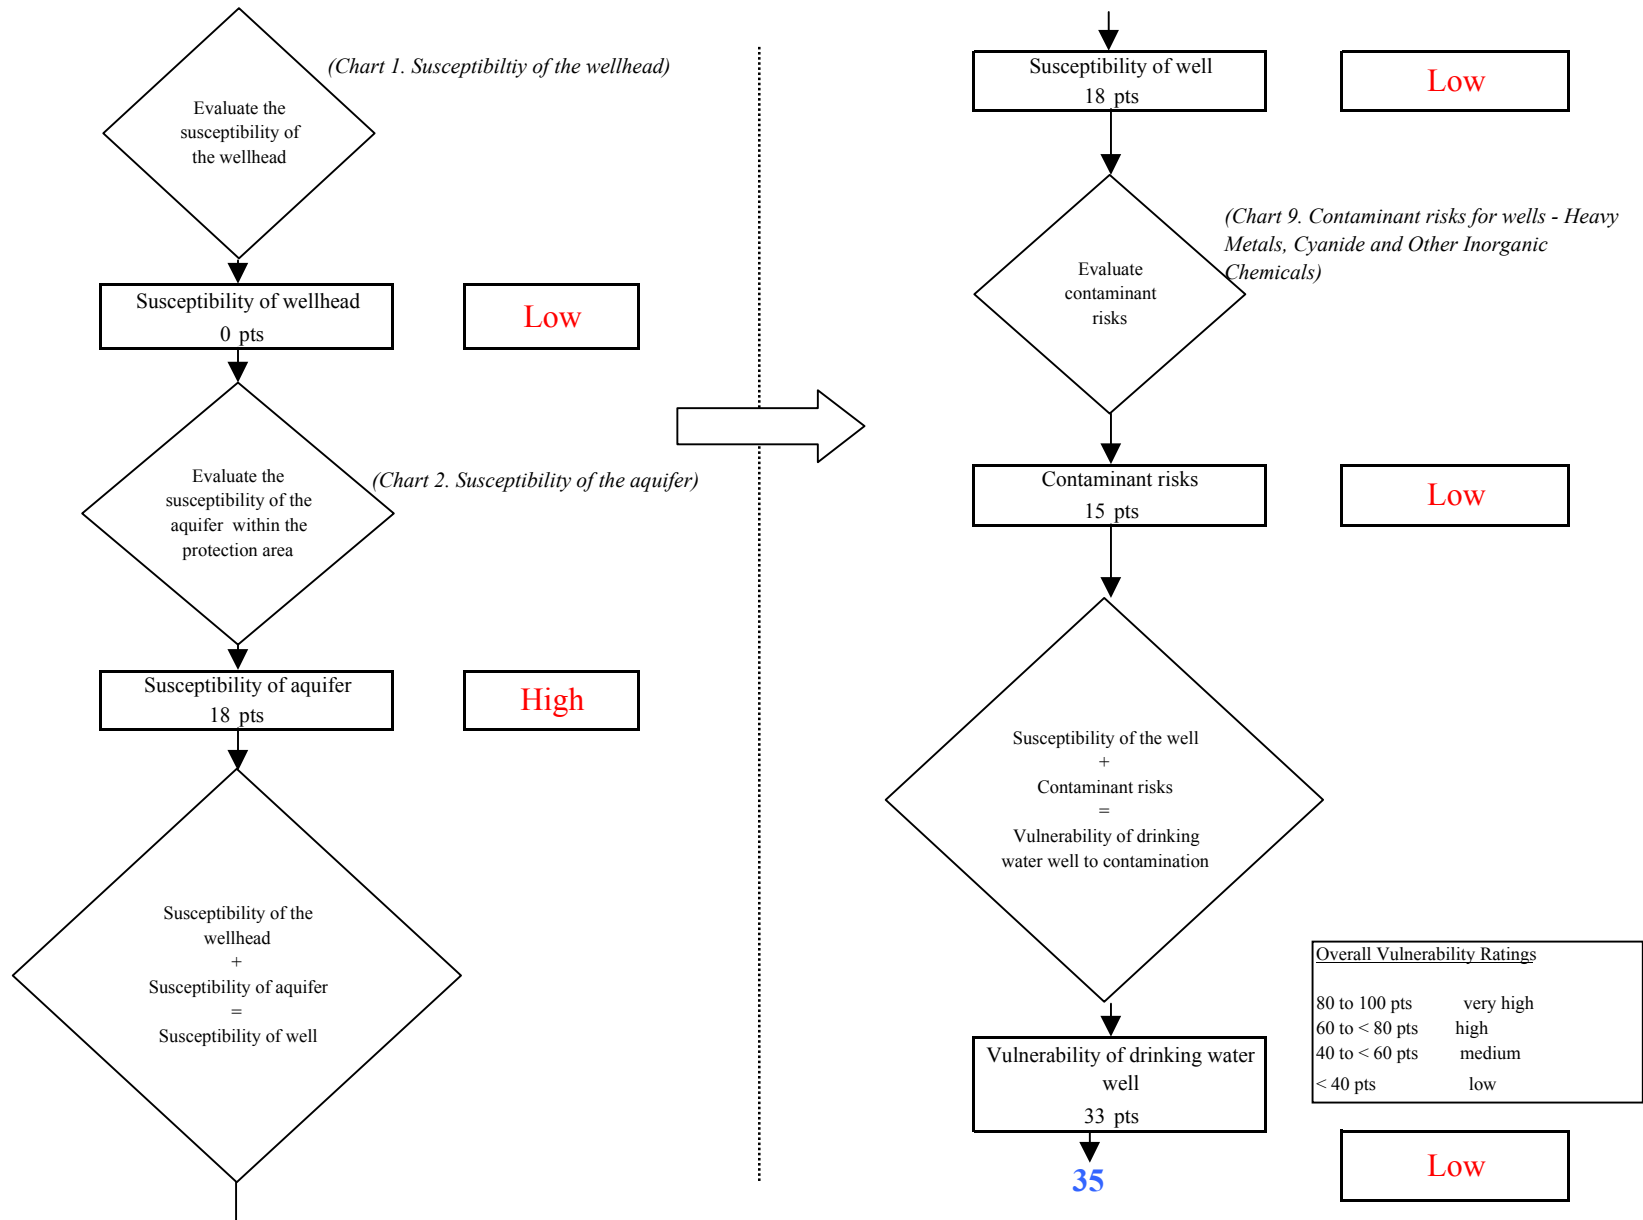 (Chart 1. Susceptibiltiy of the wellhead)
Evaluate the
susceptibility of
the wellhead
Susceptibility of wellhead
0 pts
Low
Evaluate the
susceptibility of the
aquifer within the
protection area
(Chart 2. Susceptibility of the aquifer)
Susceptibility of aquifer
18 pts
High
Susceptibility of the
wellhead
+
Susceptibility of aquifer
=
Susceptibility of well
Susceptibility of well
18 pts
Low
(Chart 9. Contaminant risks for wells - Heavy
Metals, Cyanide and Other Inorganic
Chemicals)
Evaluate
contaminant
risks
Contaminant risks
15 pts
Low
Susceptibility of the well
+
Contaminant risks
=
Vulnerability of drinking
water well to contamination
Overall Vulnerability Ratings
80 to 100 pts very high
60 to < 80 pts high
40 to < 60 pts medium
< 40 pts low
Vulnerability of drinking water
well
33 pts
35
Low